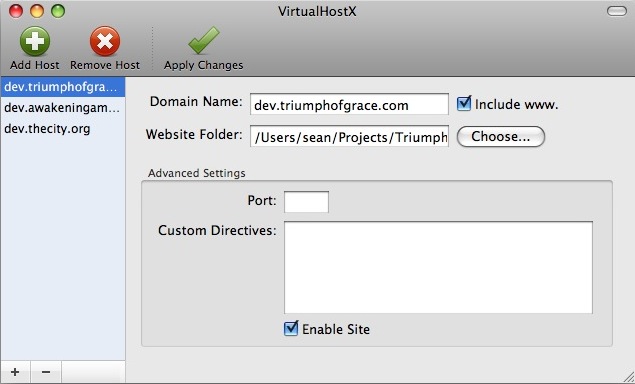 VirtualHostX
Add Host Remove Host Apply Changes
dev.triumphofgra...
dev.awakeningam...
dev.thecity.org
Domain Name: dev.triumphofgrace.com Include www.
Website Folder: /Users/sean/Projects/Triumph Choose...
Advanced Settings
Port:
Custom Directives:
Enable Site
+ −